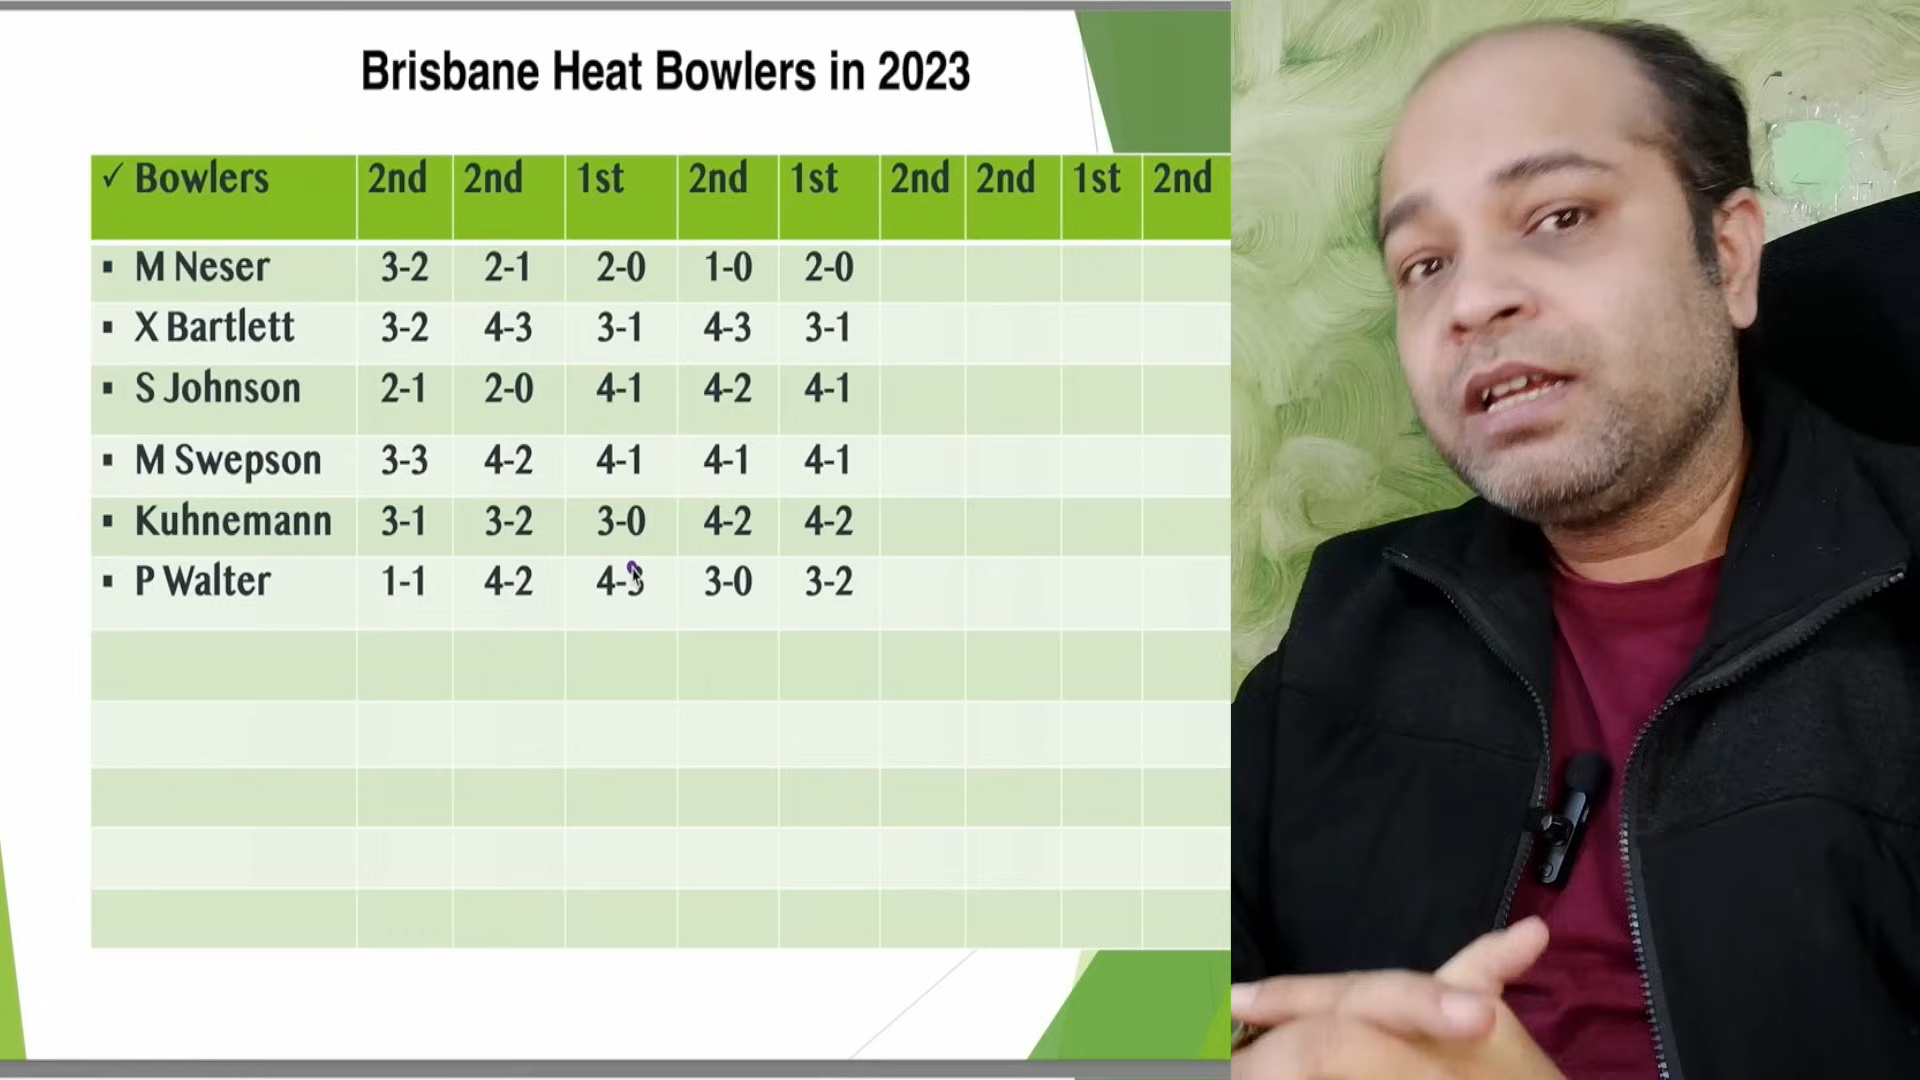 Brisbane Heat Bowlers in 2023
✓ Bowlers 2nd 2nd 1st 2nd 1st 2nd 2nd 1st 2nd
▪ M Neser 3-2 2-1 2-0 1-0 2-0
▪ X Bartlett 3-2 4-3 3-1 4-3 3-1
▪ S Johnson 2-1 2-0 4-1 4-2 4-1
▪ M Swepson 3-3 4-2 4-1 4-1 4-1
▪ Kuhnemann 3-1 3-2 3-0 4-2 4-2
▪ P Walter 1-1 4-2 4-3 3-0 3-2